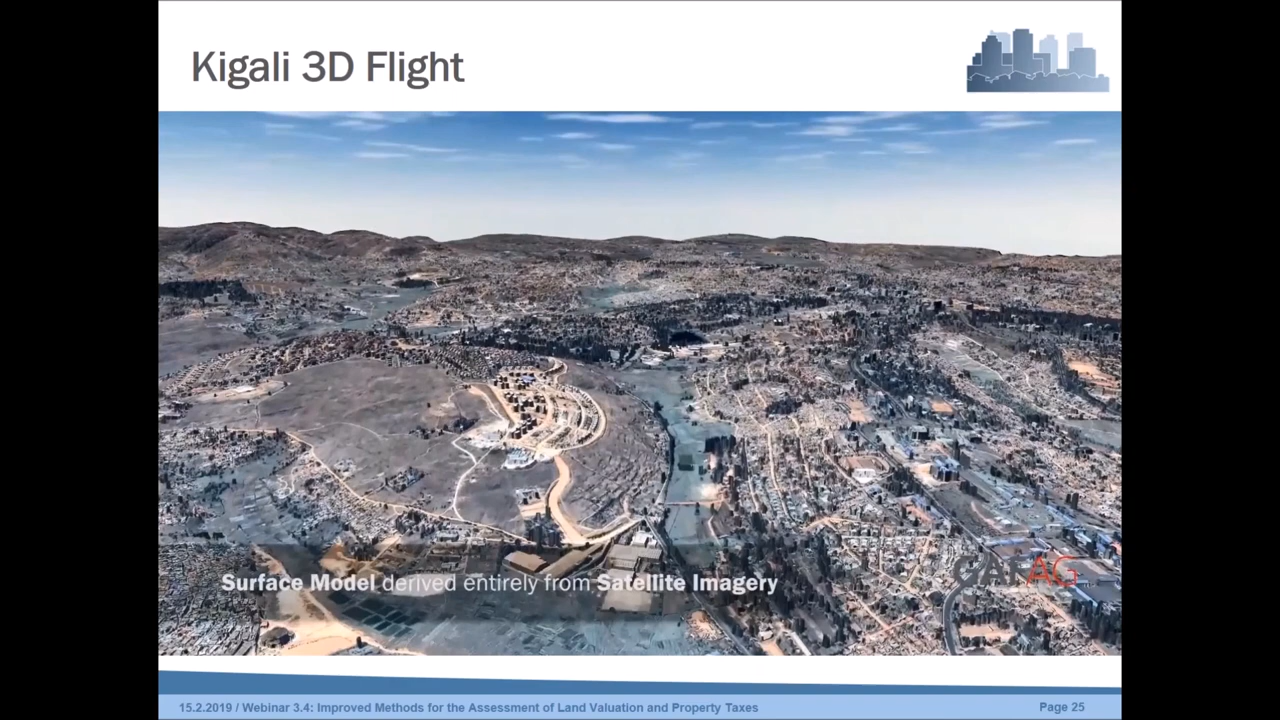 Kigali 3D Flight
Surface Model derived entirely from Satellite Imagery
GAFAG
15.2.2019 / Webinar 3.4: Improved Methods for the Assessment of Land Valuation and Property Taxes
Page 25